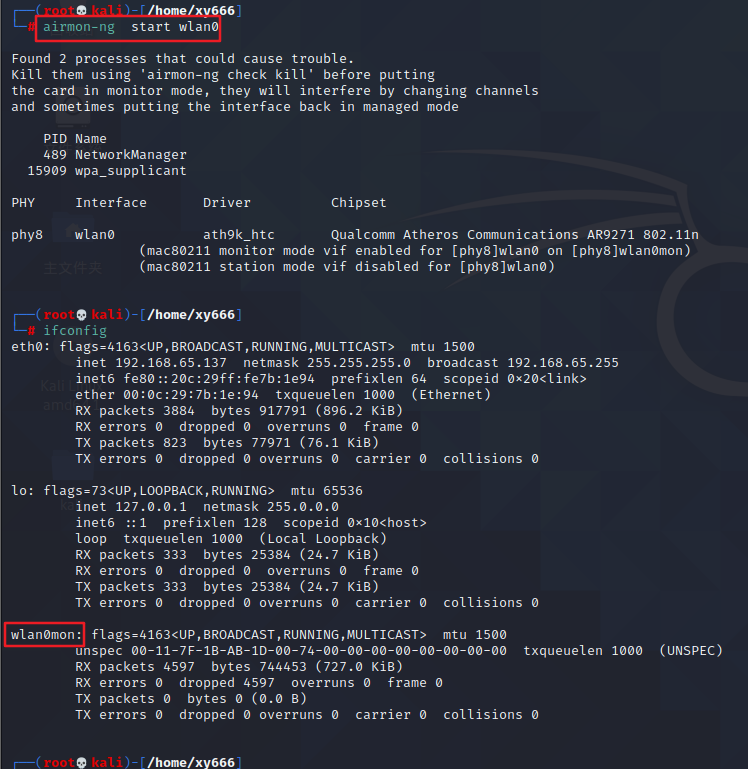 ┌──(root💀kali)-[/home/xy666]
└─# airmon-ng  start wlan0
Found 2 processes that could cause trouble.
Kill them using 'airmon-ng check kill' before putting
the card in monitor mode, they will interfere by changing channels
and sometimes putting the interface back in managed mode
    PID Name
    489 NetworkManager
  15909 wpa_supplicant
PHY     Interface       Driver          Chipset
phy8    wlan0           ath9k_htc       Qualcomm Atheros Communications AR9271 802.11n
                (mac80211 monitor mode vif enabled for [phy8]wlan0 on [phy8]wlan0mon)
                (mac80211 station mode vif disabled for [phy8]wlan0)
主文件夹
┌──(root💀kali)-[/home/xy666]
└─# ifconfig
eth0: flags=4163<UP,BROADCAST,RUNNING,MULTICAST>  mtu 1500
        inet 192.168.65.137  netmask 255.255.255.0  broadcast 192.168.65.255
        inet6 fe80::20c:29ff:fe7b:1e94  prefixlen 64  scopeid 0×20<link>
        ether 00:0c:29:7b:1e:94  txqueuelen 1000  (Ethernet)
        RX packets 3884  bytes 917791 (896.2 KiB)
        RX errors 0  dropped 0  overruns 0  frame 0
        TX packets 823  bytes 77971 (76.1 KiB)
        TX errors 0  dropped 0 overruns 0  carrier 0  collisions 0
lo: flags=73<UP,LOOPBACK,RUNNING>  mtu 65536
        inet 127.0.0.1  netmask 255.0.0.0
        inet6 ::1  prefixlen 128  scopeid 0×10<host>
        loop  txqueuelen 1000  (Local Loopback)
        RX packets 333  bytes 25384 (24.7 KiB)
        RX errors 0  dropped 0  overruns 0  frame 0
        TX packets 333  bytes 25384 (24.7 KiB)
        TX errors 0  dropped 0 overruns 0  carrier 0  collisions 0
wlan0mon: flags=4163<UP,BROADCAST,RUNNING,MULTICAST>  mtu 1500
        unspec 00-11-7F-1B-AB-1D-00-74-00-00-00-00-00-00-00-00  txqueuelen 1000  (UNSPEC)
        RX packets 4597  bytes 744453 (727.0 KiB)
        RX errors 0  dropped 4597  overruns 0  frame 0
        TX packets 0  bytes 0 (0.0 B)
        TX errors 0  dropped 0 overruns 0  carrier 0  collisions 0
┌──(root💀kali)-[/home/xy666]